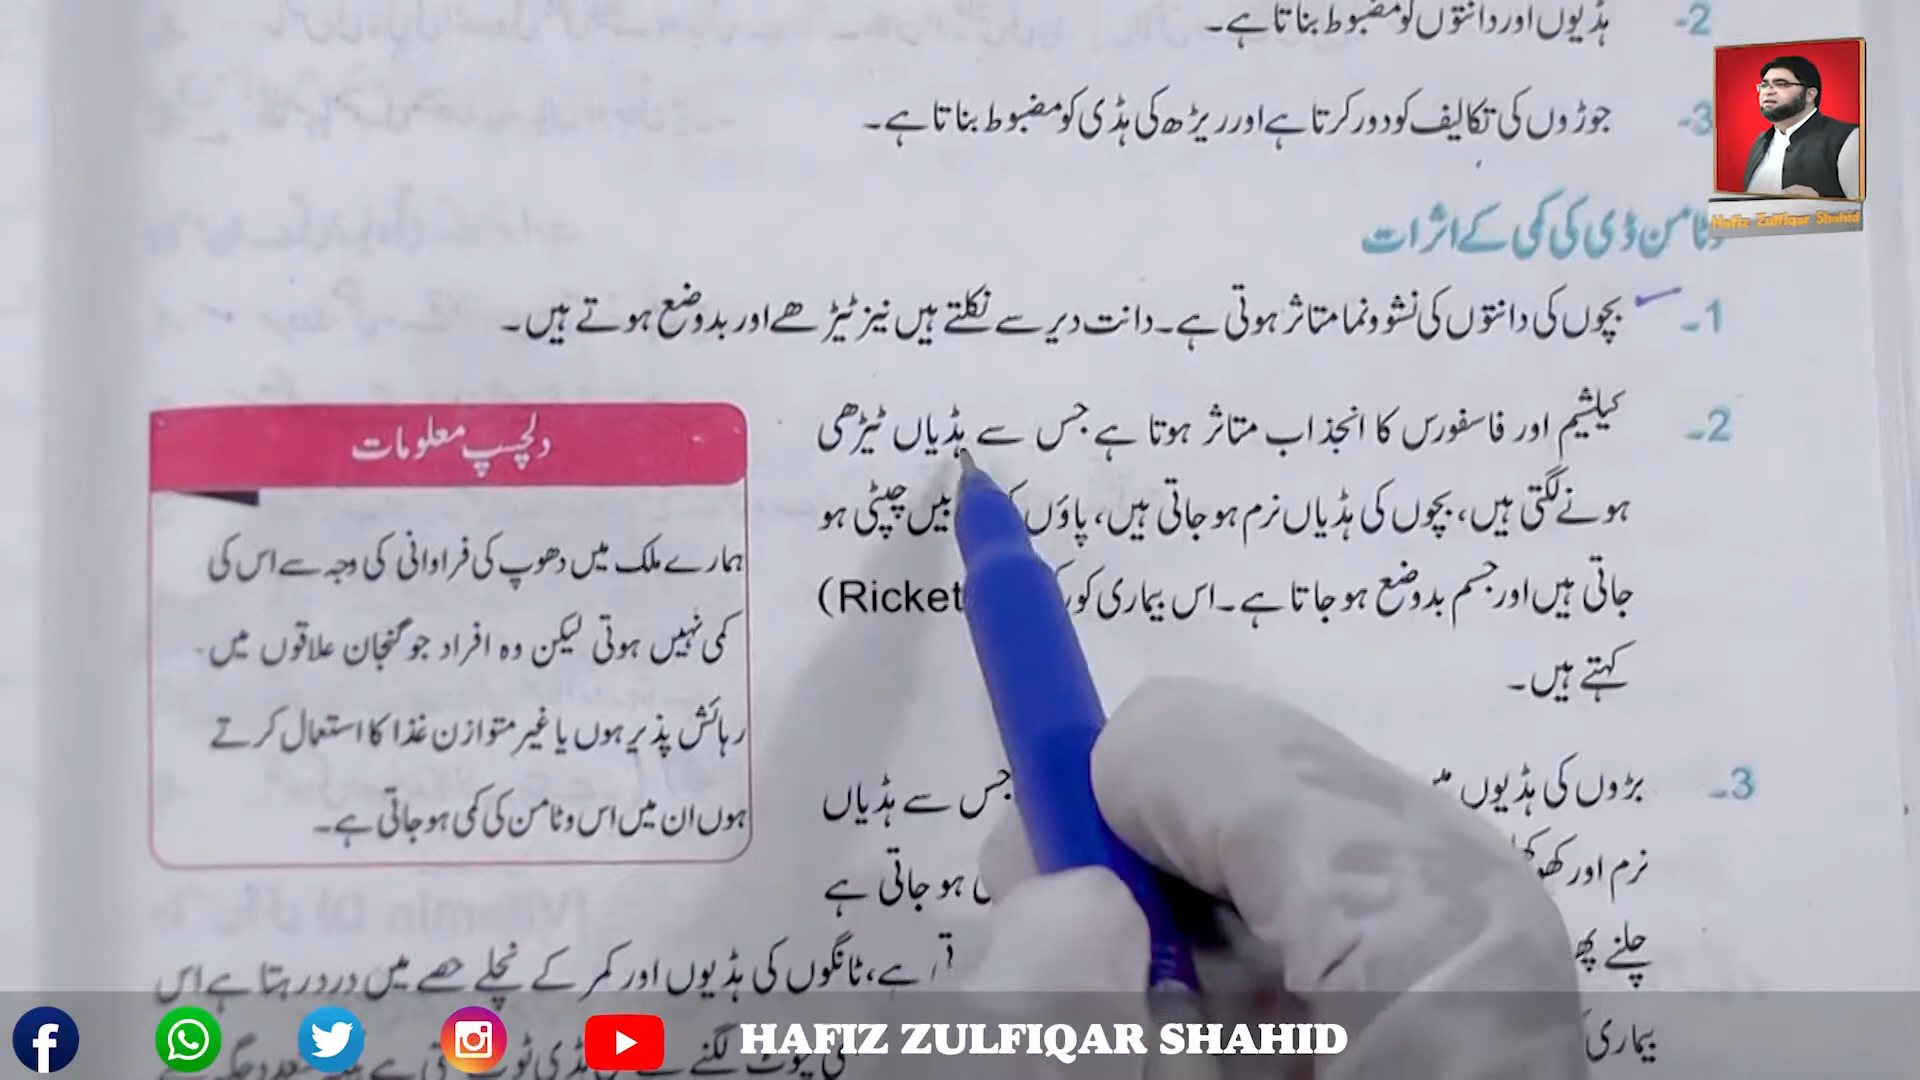 2- ہڈیوں اور دانتوں کو مضبوط بناتا ہے۔
3- جوڑوں کی تکالیف کو دور کرتا ہے اور ریڑھ کی ہڈی کو مضبوط بناتا ہے۔
Hafiz Zulfiqar Shahid
وٹامن ڈی کی کمی کے اثرات
1۔ بچوں کی دانتوں کی نشوونما متاثر ہوتی ہے۔ دانت دیر سے نکلتے ہیں نیز ٹیڑھے اور بدوضع ہوتے ہیں۔
2۔ کیلشیم اور فاسفورس کا انجذاب متاثر ہوتا ہے جس سے ہڈیاں ٹیڑھی
ہونے لگتی ہیں، بچوں کی ہڈیاں نرم ہو جاتی ہیں، پاؤں چپٹی ہو
جاتی ہیں اور جسم بدوضع ہو جاتا ہے۔ اس بیماری کو (Ricket
کہتے ہیں۔
3۔ بڑوں کی ہڈیوں جس سے ہڈیاں
نرم اور ہو جاتی ہے
چلنے
ہے، ٹانگوں کی ہڈیوں اور کمر کے نچلے حصے میں درد رہتا ہے اس
بیماری
دلچسپ معلومات
ہمارے ملک میں دھوپ کی فراوانی کی وجہ سے اس کی
کمی نہیں ہوتی لیکن وہ افراد جو گنجان علاقوں میں
رہائش پذیر ہوں یا غیر متوازن غذا کا استعمال کرتے
ہوں ان میں اس وٹامن کی کمی ہو جاتی ہے۔
HAFIZ ZULFIQAR SHAHID